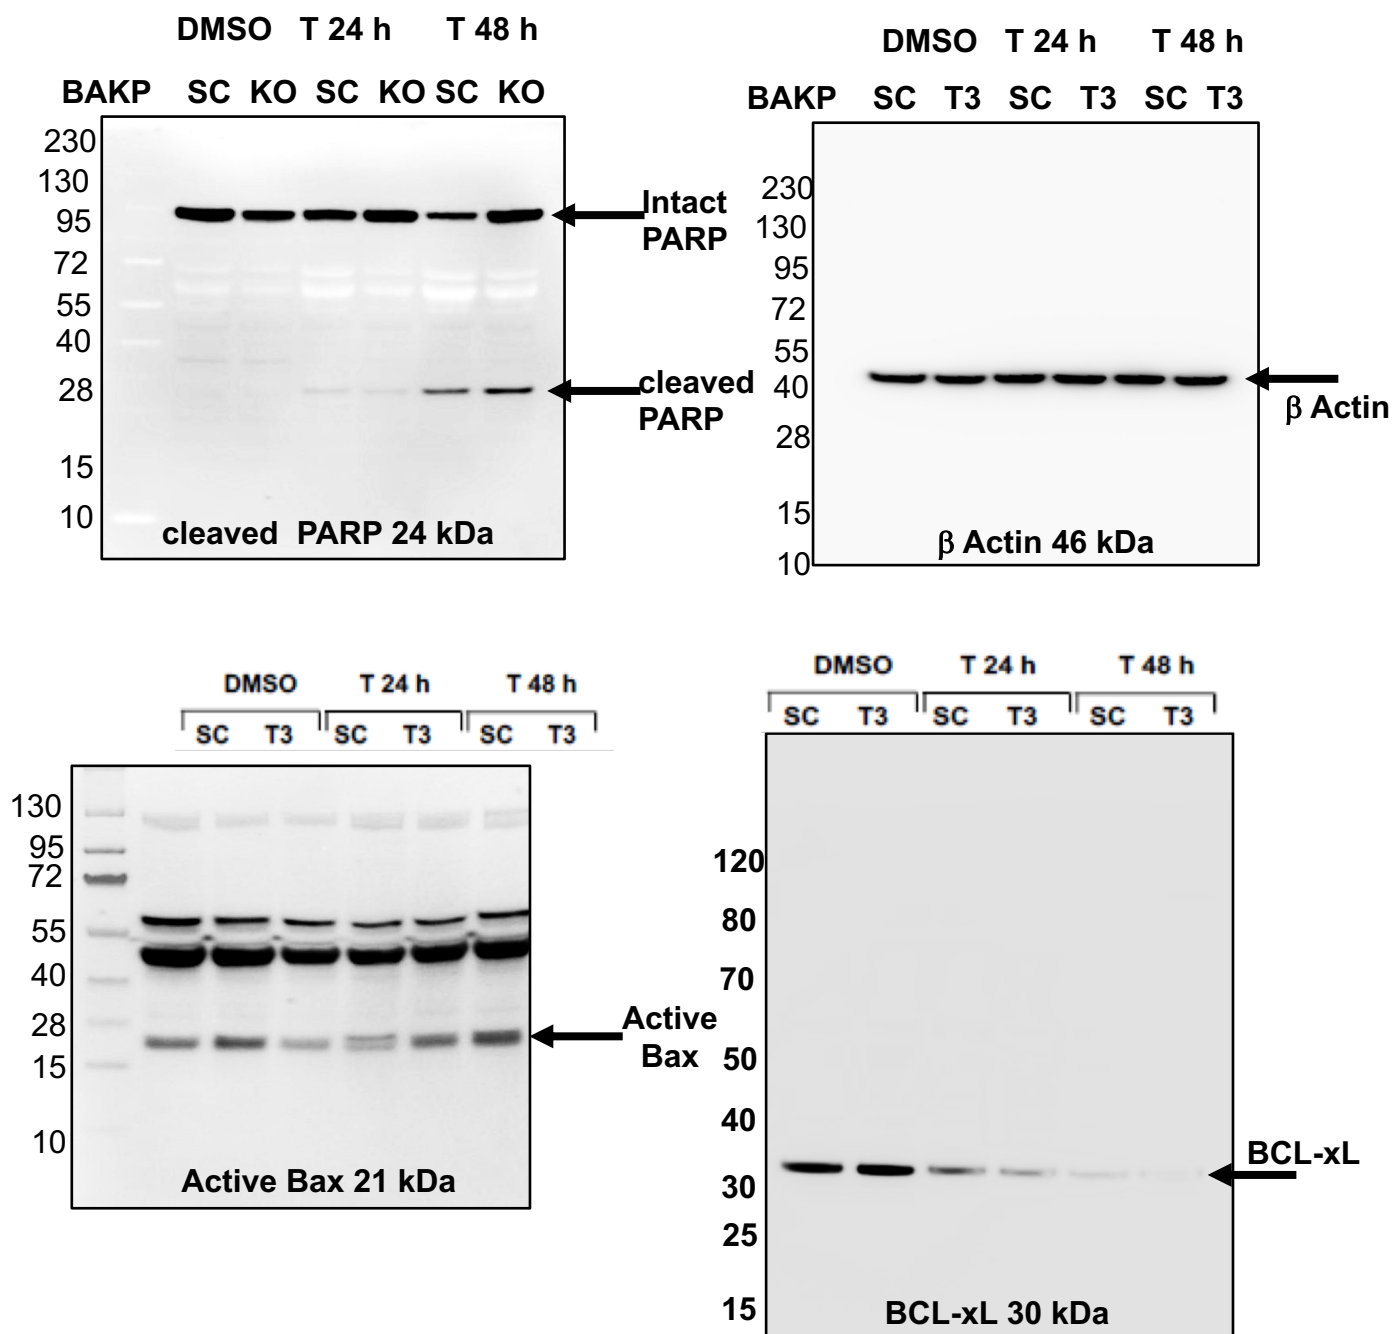 DMSO T 24 h T 48 h
BAKP SC KO SC KO SC KO
230
130
95
72
55
40
28
15
10
Intact
PARP
cleaved
PARP
cleaved PARP 24 kDa
DMSO T 24 h T 48 h
BAKP SC T3 SC T3 SC T3
230
130
95
72
55
40
28
15
10
β Actin
β Actin 46 kDa
DMSO T 24 h T 48 h
SC T3 SC T3 SC T3
130
95
72
55
40
28
15
10
Active
Bax
Active Bax 21 kDa
DMSO T 24 h T 48 h
SC T3 SC T3 SC T3
120
80
70
50
40
30
25
15
BCL-xL
BCL-xL 30 kDa